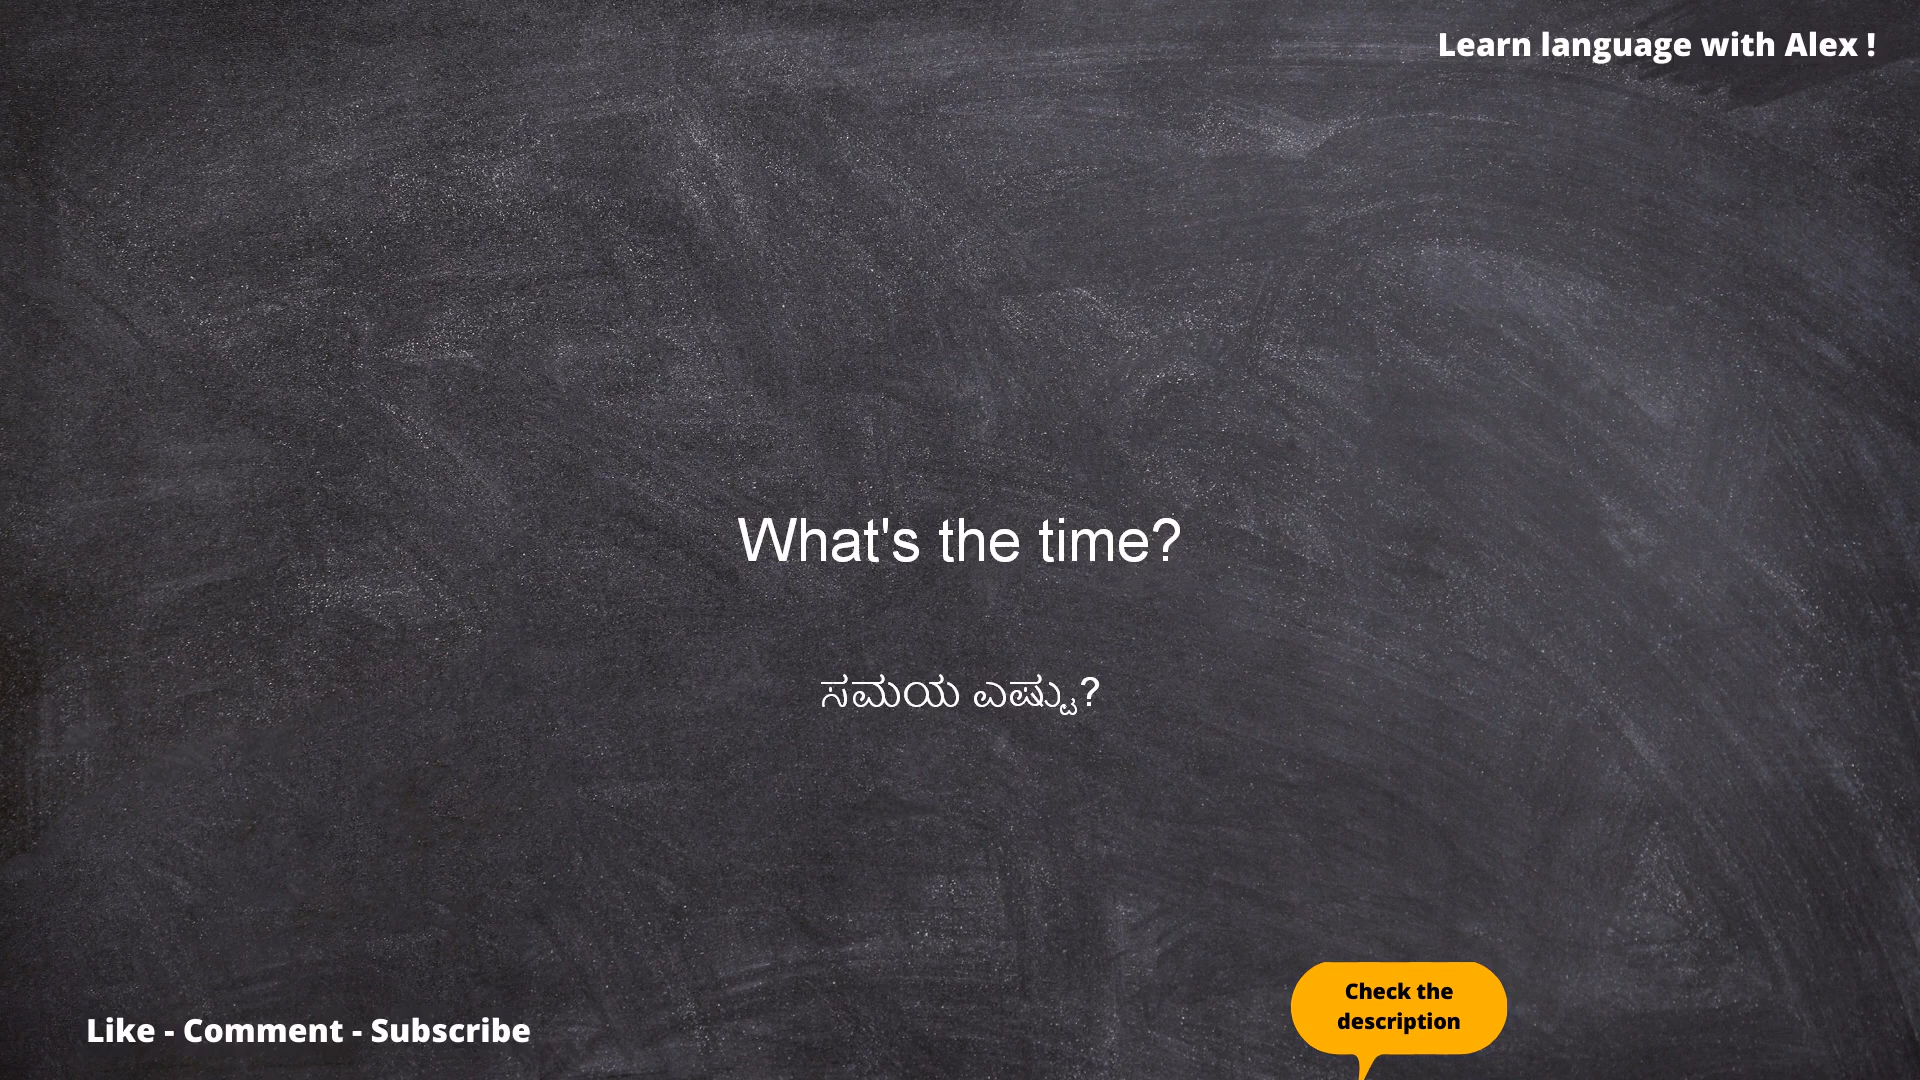 Learn language with Alex !
What's the time?
ಸಮಯ ಎಷ್ಟು?
Check the
description
Like - Comment - Subscribe